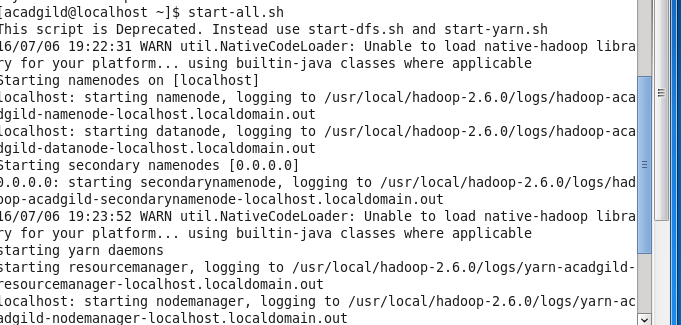 [acadgild@localhost ~]$ start-all.sh
This script is Deprecated. Instead use start-dfs.sh and start-yarn.sh
16/07/06 19:22:31 WARN util.NativeCodeLoader: Unable to load native-hadoop libra
ry for your platform... using builtin-java classes where applicable
Starting namenodes on [localhost]
localhost: starting namenode, logging to /usr/local/hadoop-2.6.0/logs/hadoop-aca
dgild-namenode-localhost.localdomain.out
localhost: starting datanode, logging to /usr/local/hadoop-2.6.0/logs/hadoop-aca
dgild-datanode-localhost.localdomain.out
Starting secondary namenodes [0.0.0.0]
0.0.0.0: starting secondarynamenode, logging to /usr/local/hadoop-2.6.0/logs/had
oop-acadgild-secondarynamenode-localhost.localdomain.out
16/07/06 19:23:52 WARN util.NativeCodeLoader: Unable to load native-hadoop libra
ry for your platform... using builtin-java classes where applicable
starting yarn daemons
starting resourcemanager, logging to /usr/local/hadoop-2.6.0/logs/yarn-acadgild-
resourcemanager-localhost.localdomain.out
localhost: starting nodemanager, logging to /usr/local/hadoop-2.6.0/logs/yarn-ac
adgild-nodemanager-localhost.localdomain.out